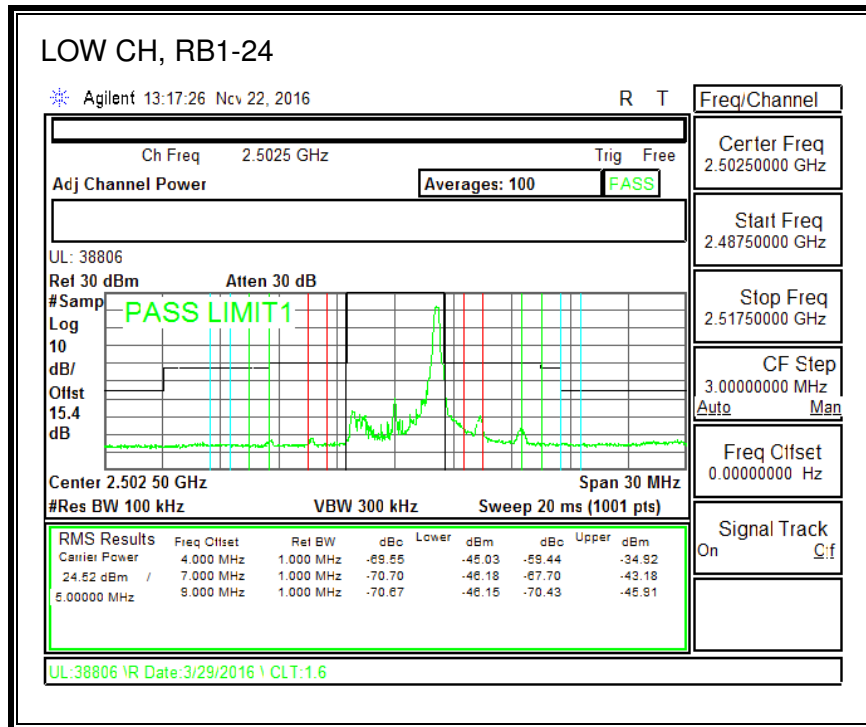 LOW CH, RB1-24
Agilent 13:17:26 Nov 22, 2016 R T
Freq/Channel
Ch Freq 2.5025 GHz Trig Free
Adj Channel Power Averages: 100 PASS
UL: 38806
Ref 30 dBm Atten 30 dB
#Samp
Log
10
dB/
Offst
15.4
dB
PASS LIMIT1
Center 2.502 50 GHz Span 30 MHz
#Res BW 100 kHz VBW 300 kHz Sweep 20 ms (1001 pts)
RMS Results Freq Offset Ref BW dBc Lower dBm dBc Upper dBm
Carrier Power 4.000 MHz 1.000 MHz -69.55 -45.03 -59.44 -34.92
24.52 dBm / 7.000 MHz 1.000 MHz -70.70 -46.18 -67.70 -43.18
5.00000 MHz 9.000 MHz 1.000 MHz -70.67 -46.15 -70.43 -45.91
UL:38806 \R Date:3/29/2016 \ CLT:1.6
Center Freq
2.50250000 GHz
Start Freq
2.48750000 GHz
Stop Freq
2.51750000 GHz
CF Step
3.00000000 MHz
Auto Man
Freq Offset
0.00000000 Hz
Signal Track
On Off